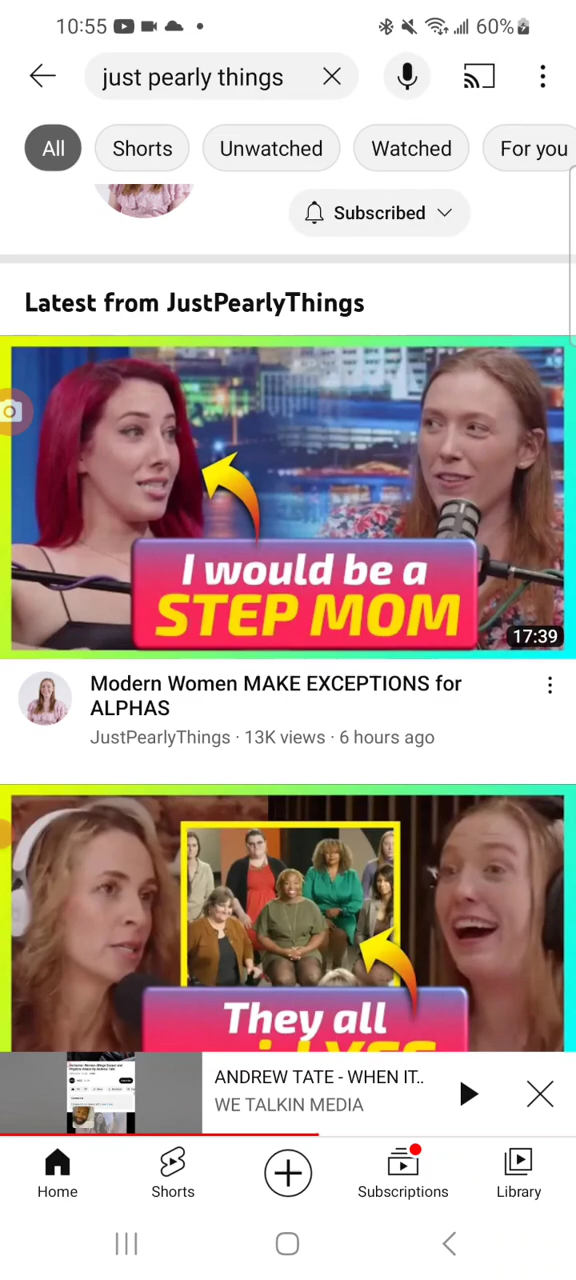 10:55
60%
just pearly things
All
Shorts
Unwatched
Watched
For you
Subscribed
Latest from JustPearlyThings
I would be a
STEP MOM
17:39
Modern Women MAKE EXCEPTIONS for
ALPHAS
JustPearlyThings · 13K views · 6 hours ago
They all
ANDREW TATE - WHEN IT..
WE TALKIN MEDIA
Home
Shorts
Subscriptions
Library